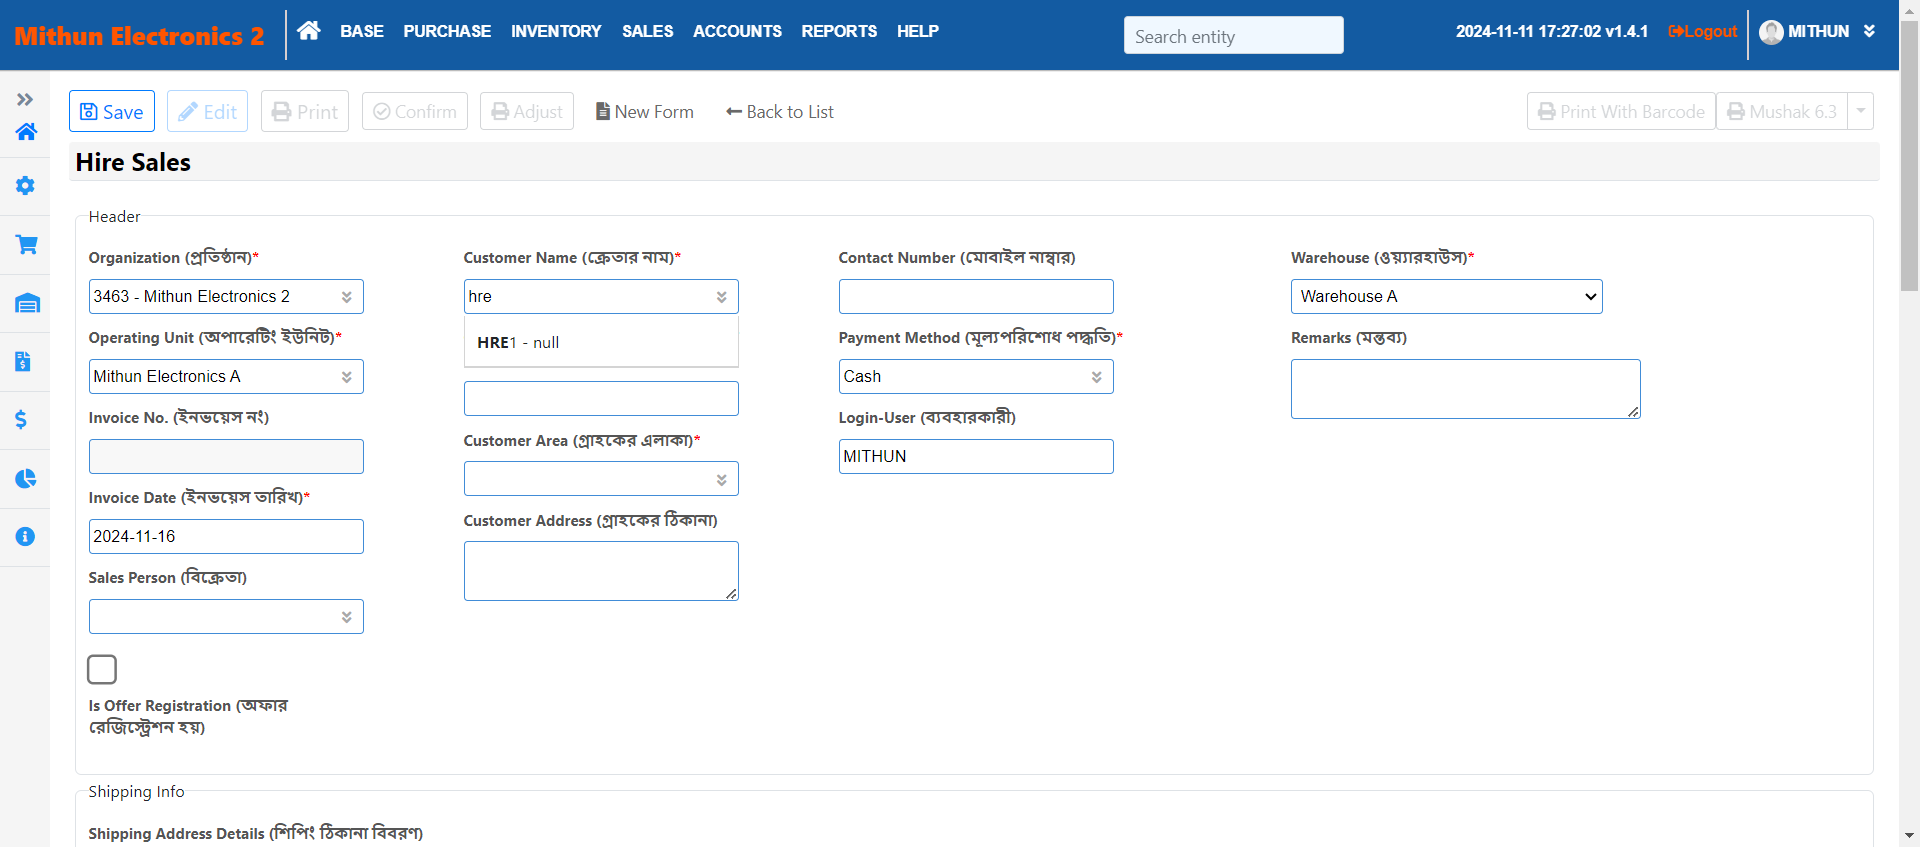 Mithun Electronics 2
BASE PURCHASE INVENTORY SALES ACCOUNTS REPORTS HELP
Search entity
2024-11-11 17:27:02 v1.4.1 Logout MITHUN
Save Edit Print Confirm Adjust New Form Back to List Print With Barcode Mushak 6.3
Hire Sales
Header
Organization (প্রতিষ্ঠান)* Customer Name (ক্রেতার নাম)* Contact Number (মোবাইল নাম্বার) Warehouse (ওয়্যারহাউস)*
3463 - Mithun Electronics 2 hre Warehouse A
Operating Unit (অপারেটিং ইউনিট)* HRE1 - null Payment Method (মূল্যপরিশোধ পদ্ধতি)* Remarks (মন্তব্য)
Mithun Electronics A Cash
Invoice No. (ইনভয়েস নং) Login-User (ব্যবহারকারী)
Customer Area (গ্রাহকের এলাকা)*
MITHUN
Invoice Date (ইনভয়েস তারিখ)*
Customer Address (গ্রাহকের ঠিকানা)
2024-11-16
Sales Person (বিক্রেতা)
Is Offer Registration (অফার
রেজিস্ট্রেশন হয়)
Shipping Info
Shipping Address Details (শিপিং ঠিকানা বিবরণ)